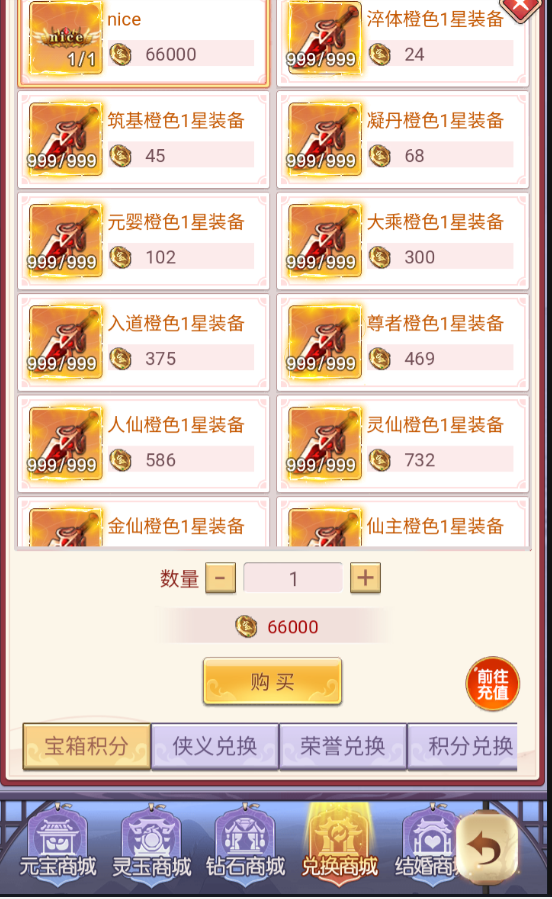 nice
nice
1/1
66000
淬体橙色1星装备
999/999
24
筑基橙色1星装备
999/999
45
凝丹橙色1星装备
999/999
68
元婴橙色1星装备
999/999
102
大乘橙色1星装备
999/999
300
入道橙色1星装备
999/999
375
尊者橙色1星装备
999/999
469
人仙橙色1星装备
999/999
586
灵仙橙色1星装备
999/999
732
金仙橙色1星装备
仙主橙色1星装备
数量 - 1 +
66000
购买
前往
充值
宝箱积分 侠义兑换 荣誉兑换 积分兑换
元宝商城 灵玉商城 钻石商城 兑换商城 结婚商